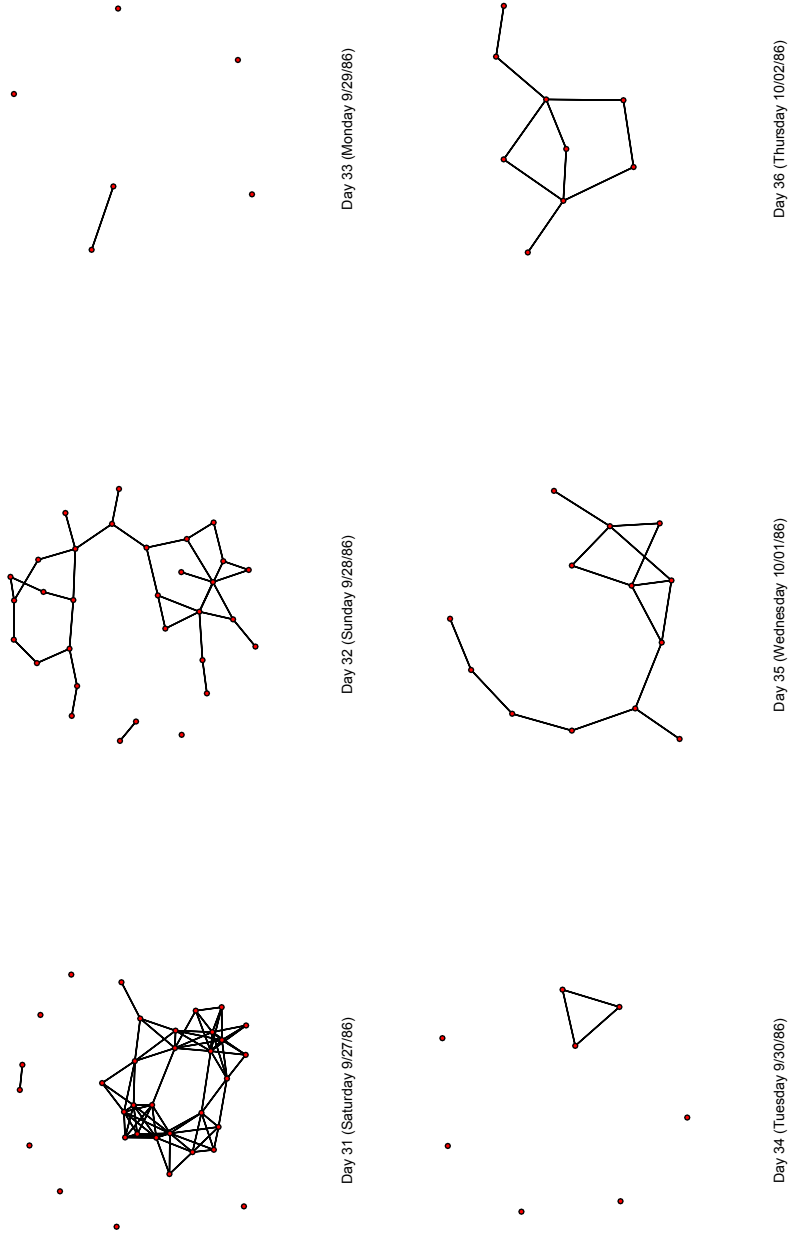 Day 31 (Saturday 9/27/86)
Day 32 (Sunday 9/28/86)
Day 33 (Monday 9/29/86)
Day 34 (Tuesday 9/30/86)
Day 35 (Wednesday 10/01/86)
Day 36 (Thursday 10/02/86)